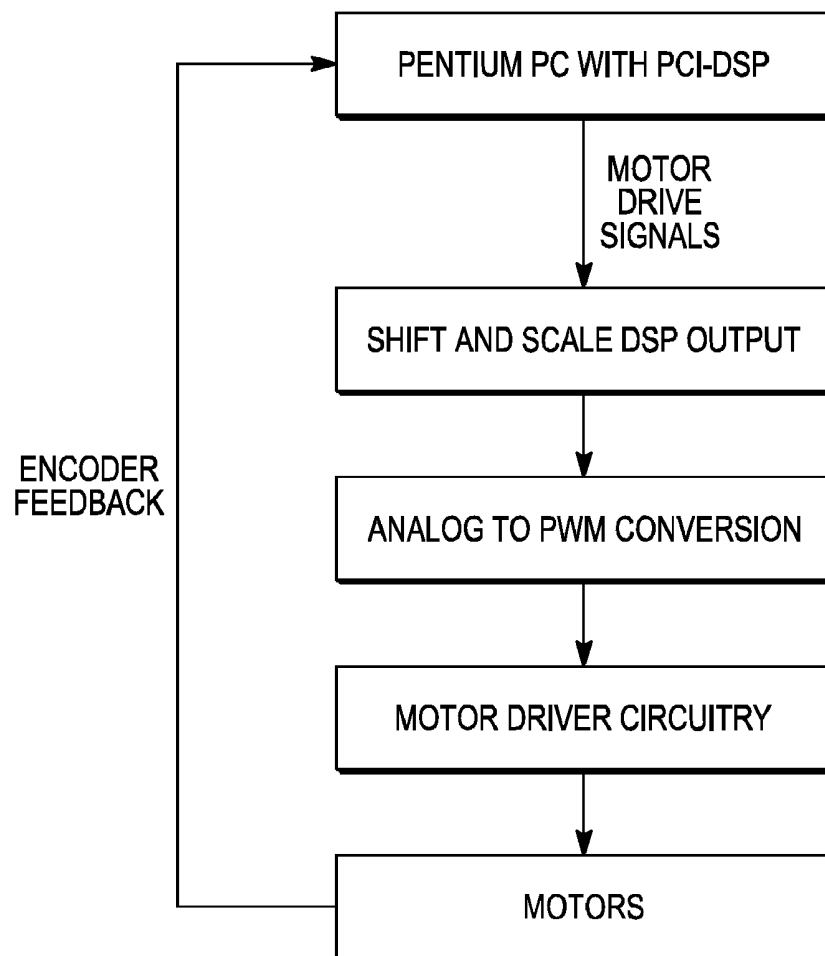 PENTIUM PC WITH PCI-DSP
MOTOR
DRIVE
SIGNALS
SHIFT AND SCALE DSP OUTPUT
ENCODER
FEEDBACK
ANALOG TO PWM CONVERSION
MOTOR DRIVER CIRCUITRY
MOTORS